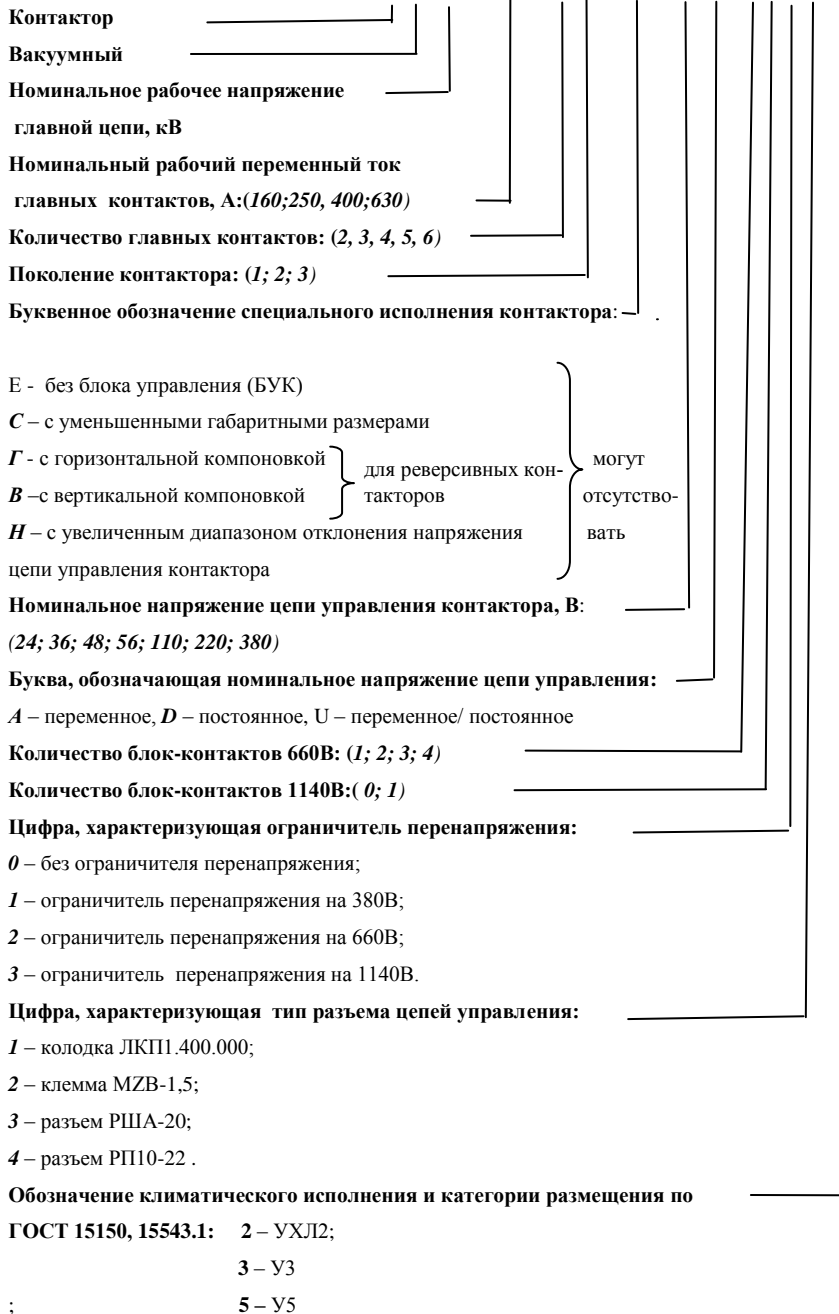 Контактор
Вакуумный
Номинальное рабочее напряжение
главной цепи, кВ
Номинальный рабочий переменный ток
главных контактов, А:(160;250, 400;630)
Количество главных контактов: (2, 3, 4, 5, 6)
Поколение контактора: (1; 2; 3)
Буквенное обозначение специального исполнения контактора: .
Е - без блока управления (БУК)
С – с уменьшенными габаритными размерами
Г - с горизонтальной компоновкой
В –с вертикальной компоновкой
для реверсивных кон-
такторов
могут
отсутство-
вать
Н – с увеличенным диапазоном отклонения напряжения
цепи управления контактора
Номинальное напряжение цепи управления контактора, В:
(24; 36; 48; 56; 110; 220; 380)
Буква, обозначающая номинальное напряжение цепи управления:
А – переменное, D – постоянное, U – переменное/ постоянное
Количество блок-контактов 660В: (1; 2; 3; 4)
Количество блок-контактов 1140В:( 0; 1)
Цифра, характеризующая ограничитель перенапряжения:
0 – без ограничителя перенапряжения;
1 – ограничитель перенапряжения на 380В;
2 – ограничитель перенапряжения на 660В;
3 – ограничитель перенапряжения на 1140В.
Цифра, характеризующая тип разъема цепей управления:
1 – колодка ЛКП1.400.000;
2 – клемма MZB-1,5;
3 – разъем РША-20;
4 – разъем РП10-22 .
Обозначение климатического исполнения и категории размещения по
ГОСТ 15150, 15543.1: 2 – УХЛ2;
3 – У3
; 5 – У5